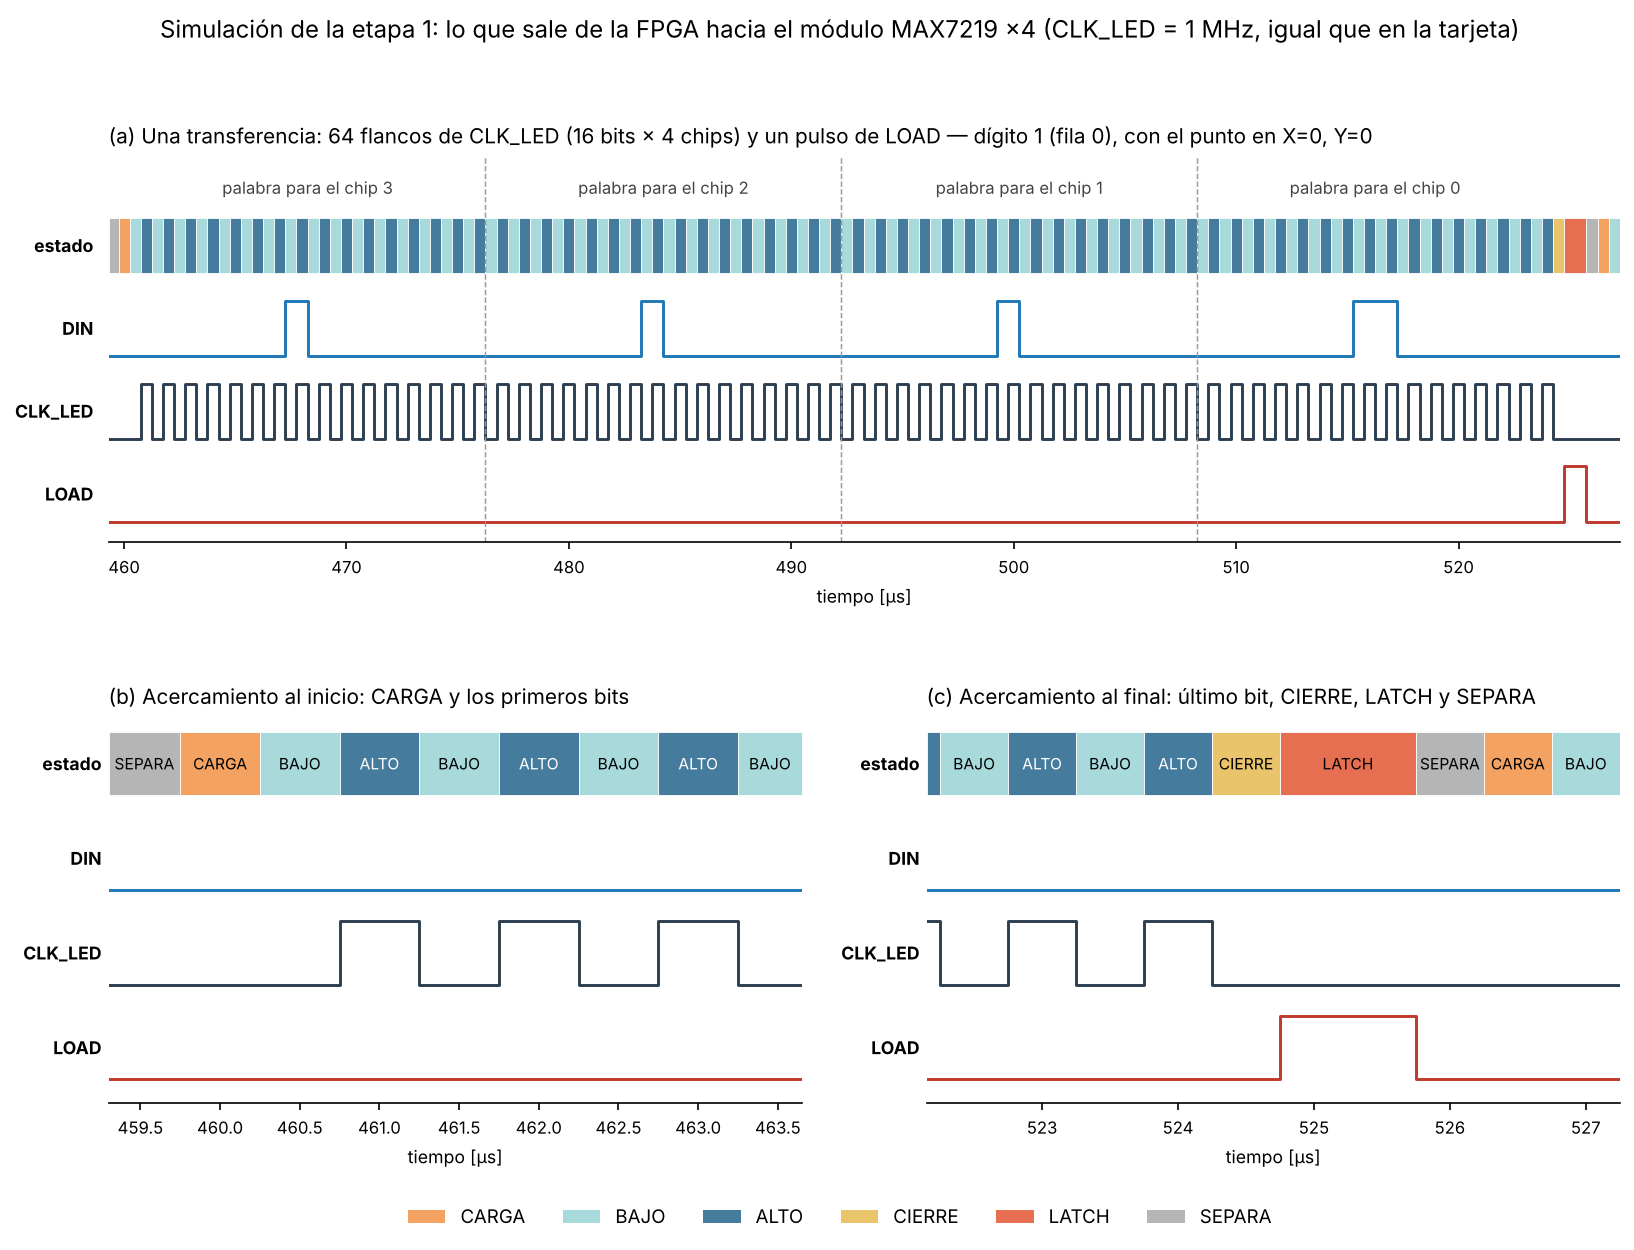 Simulación de la etapa 1: lo que sale de la FPGA hacia el módulo MAX7219 ×4 (CLK_LED = 1 MHz, igual que en la tarjeta)
(a) Una transferencia: 64 flancos de CLK_LED (16 bits × 4 chips) y un pulso de LOAD — dígito 1 (fila 0), con el punto en X=0, Y=0
palabra para el chip 3 palabra para el chip 2 palabra para el chip 1 palabra para el chip 0
estado
DIN
CLK_LED
LOAD
460 470 480 490 500 510 520
tiempo [µs]
(b) Acercamiento al inicio: CARGA y los primeros bits
estado SEPARA CARGA BAJO ALTO BAJO ALTO BAJO ALTO BAJO
DIN
CLK_LED
LOAD
459.5 460.0 460.5 461.0 461.5 462.0 462.5 463.0 463.5
tiempo [µs]
(c) Acercamiento al final: último bit, CIERRE, LATCH y SEPARA
estado BAJO ALTO BAJO ALTO CIERRE LATCH SEPARA CARGA BAJO
DIN
CLK_LED
LOAD
523 524 525 526 527
tiempo [µs]
CARGA BAJO ALTO CIERRE LATCH SEPARA